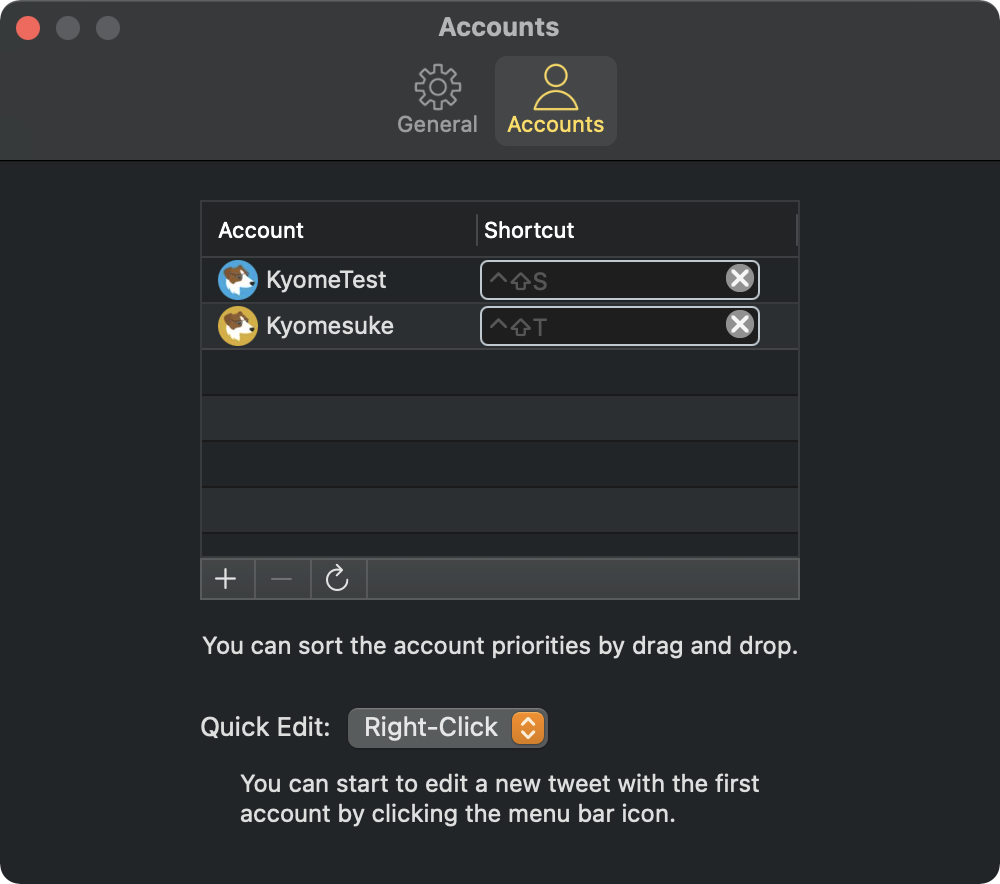 Accounts
General
Accounts
Account Shortcut
KyomeTest ^⇧S
Kyomesuke ^⇧T
You can sort the account priorities by drag and drop.
Quick Edit: Right-Click
You can start to edit a new tweet with the first
account by clicking the menu bar icon.